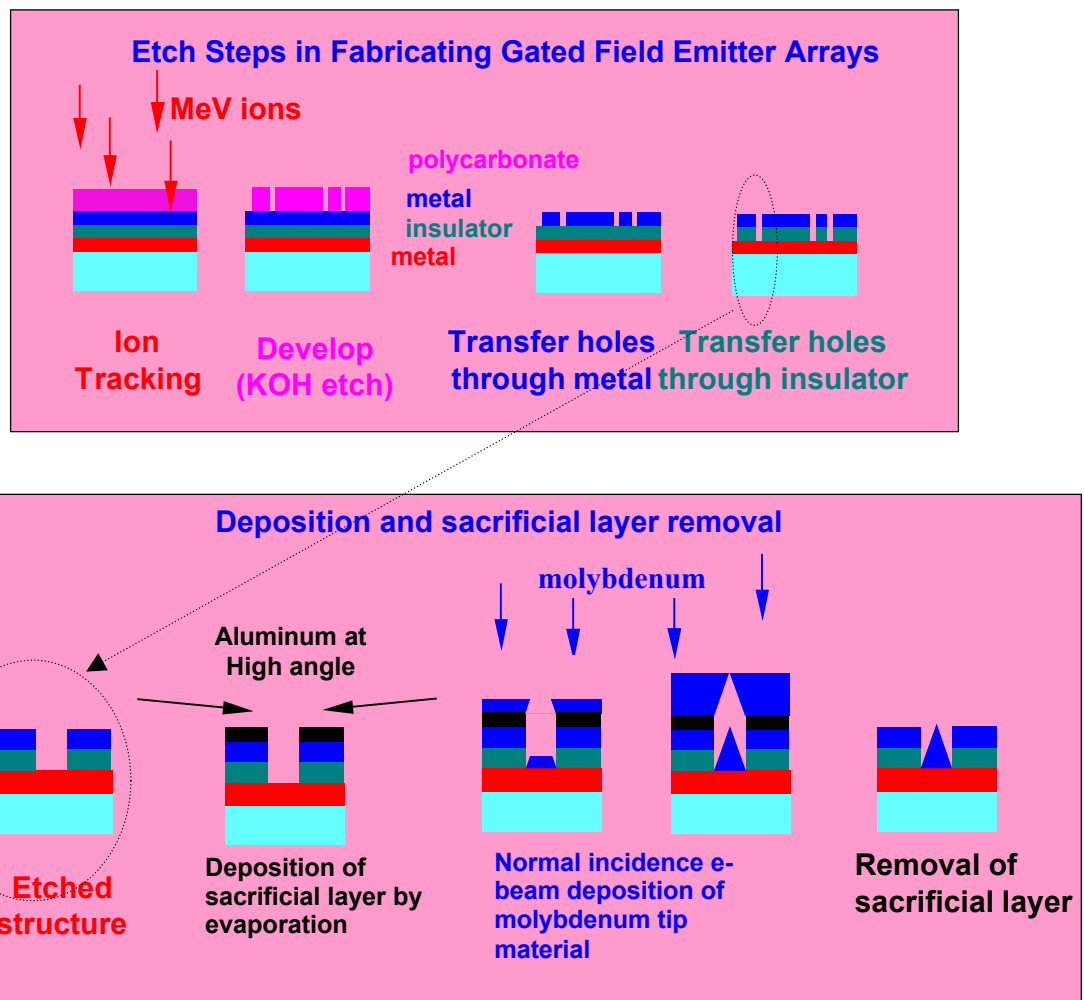 Etch Steps in Fabricating Gated Field Emitter Arrays
MeV ions
polycarbonate
metal
insulator
metal
Ion
Tracking
Develop
(KOH etch)
Transfer holes
through metal
Transfer holes
through insulator
Deposition and sacrificial layer removal
molybdenum
Aluminum at
High angle
Etched
structure
Deposition of
sacrificial layer by
evaporation
Normal incidence e-
beam deposition of
molybdenum tip
material
Removal of
sacrificial layer